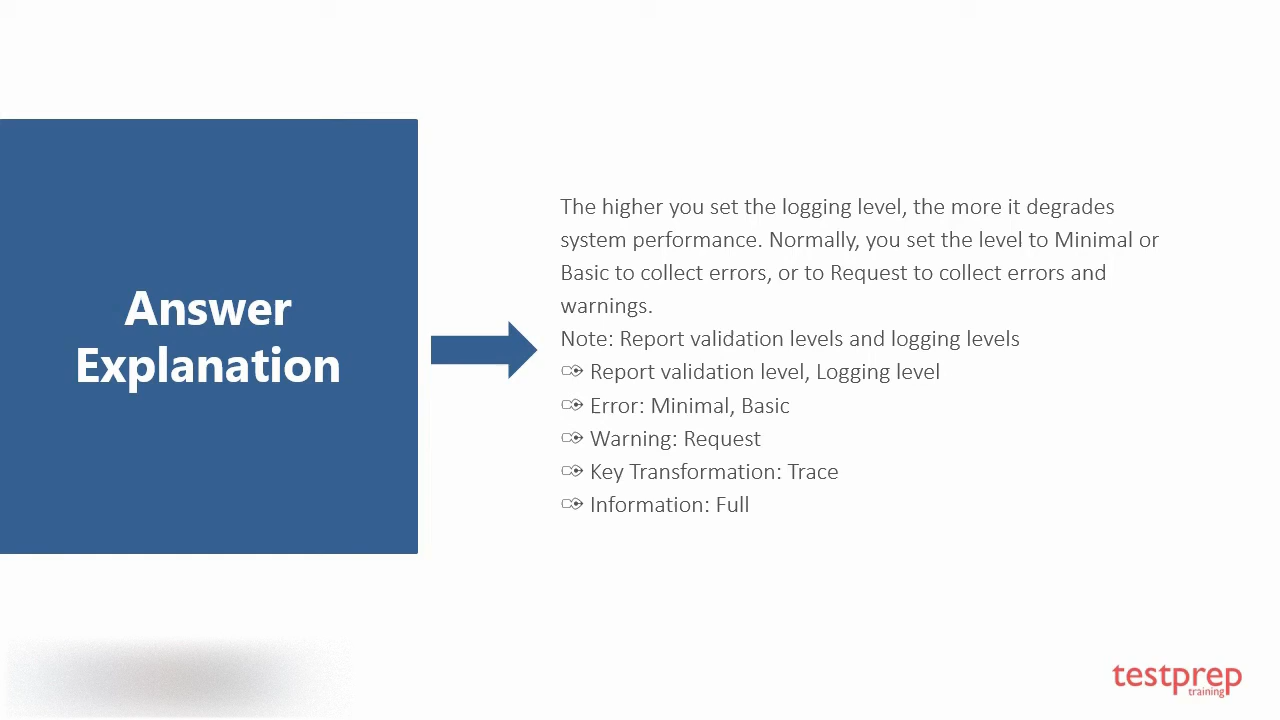 Answer
Explanation
The higher you set the logging level, the more it degrades
system performance. Normally, you set the level to Minimal or
Basic to collect errors, or to Request to collect errors and
warnings.
Note: Report validation levels and logging levels
Report validation level, Logging level
Error: Minimal, Basic
Warning: Request
Key Transformation: Trace
Information: Full
testprep
training